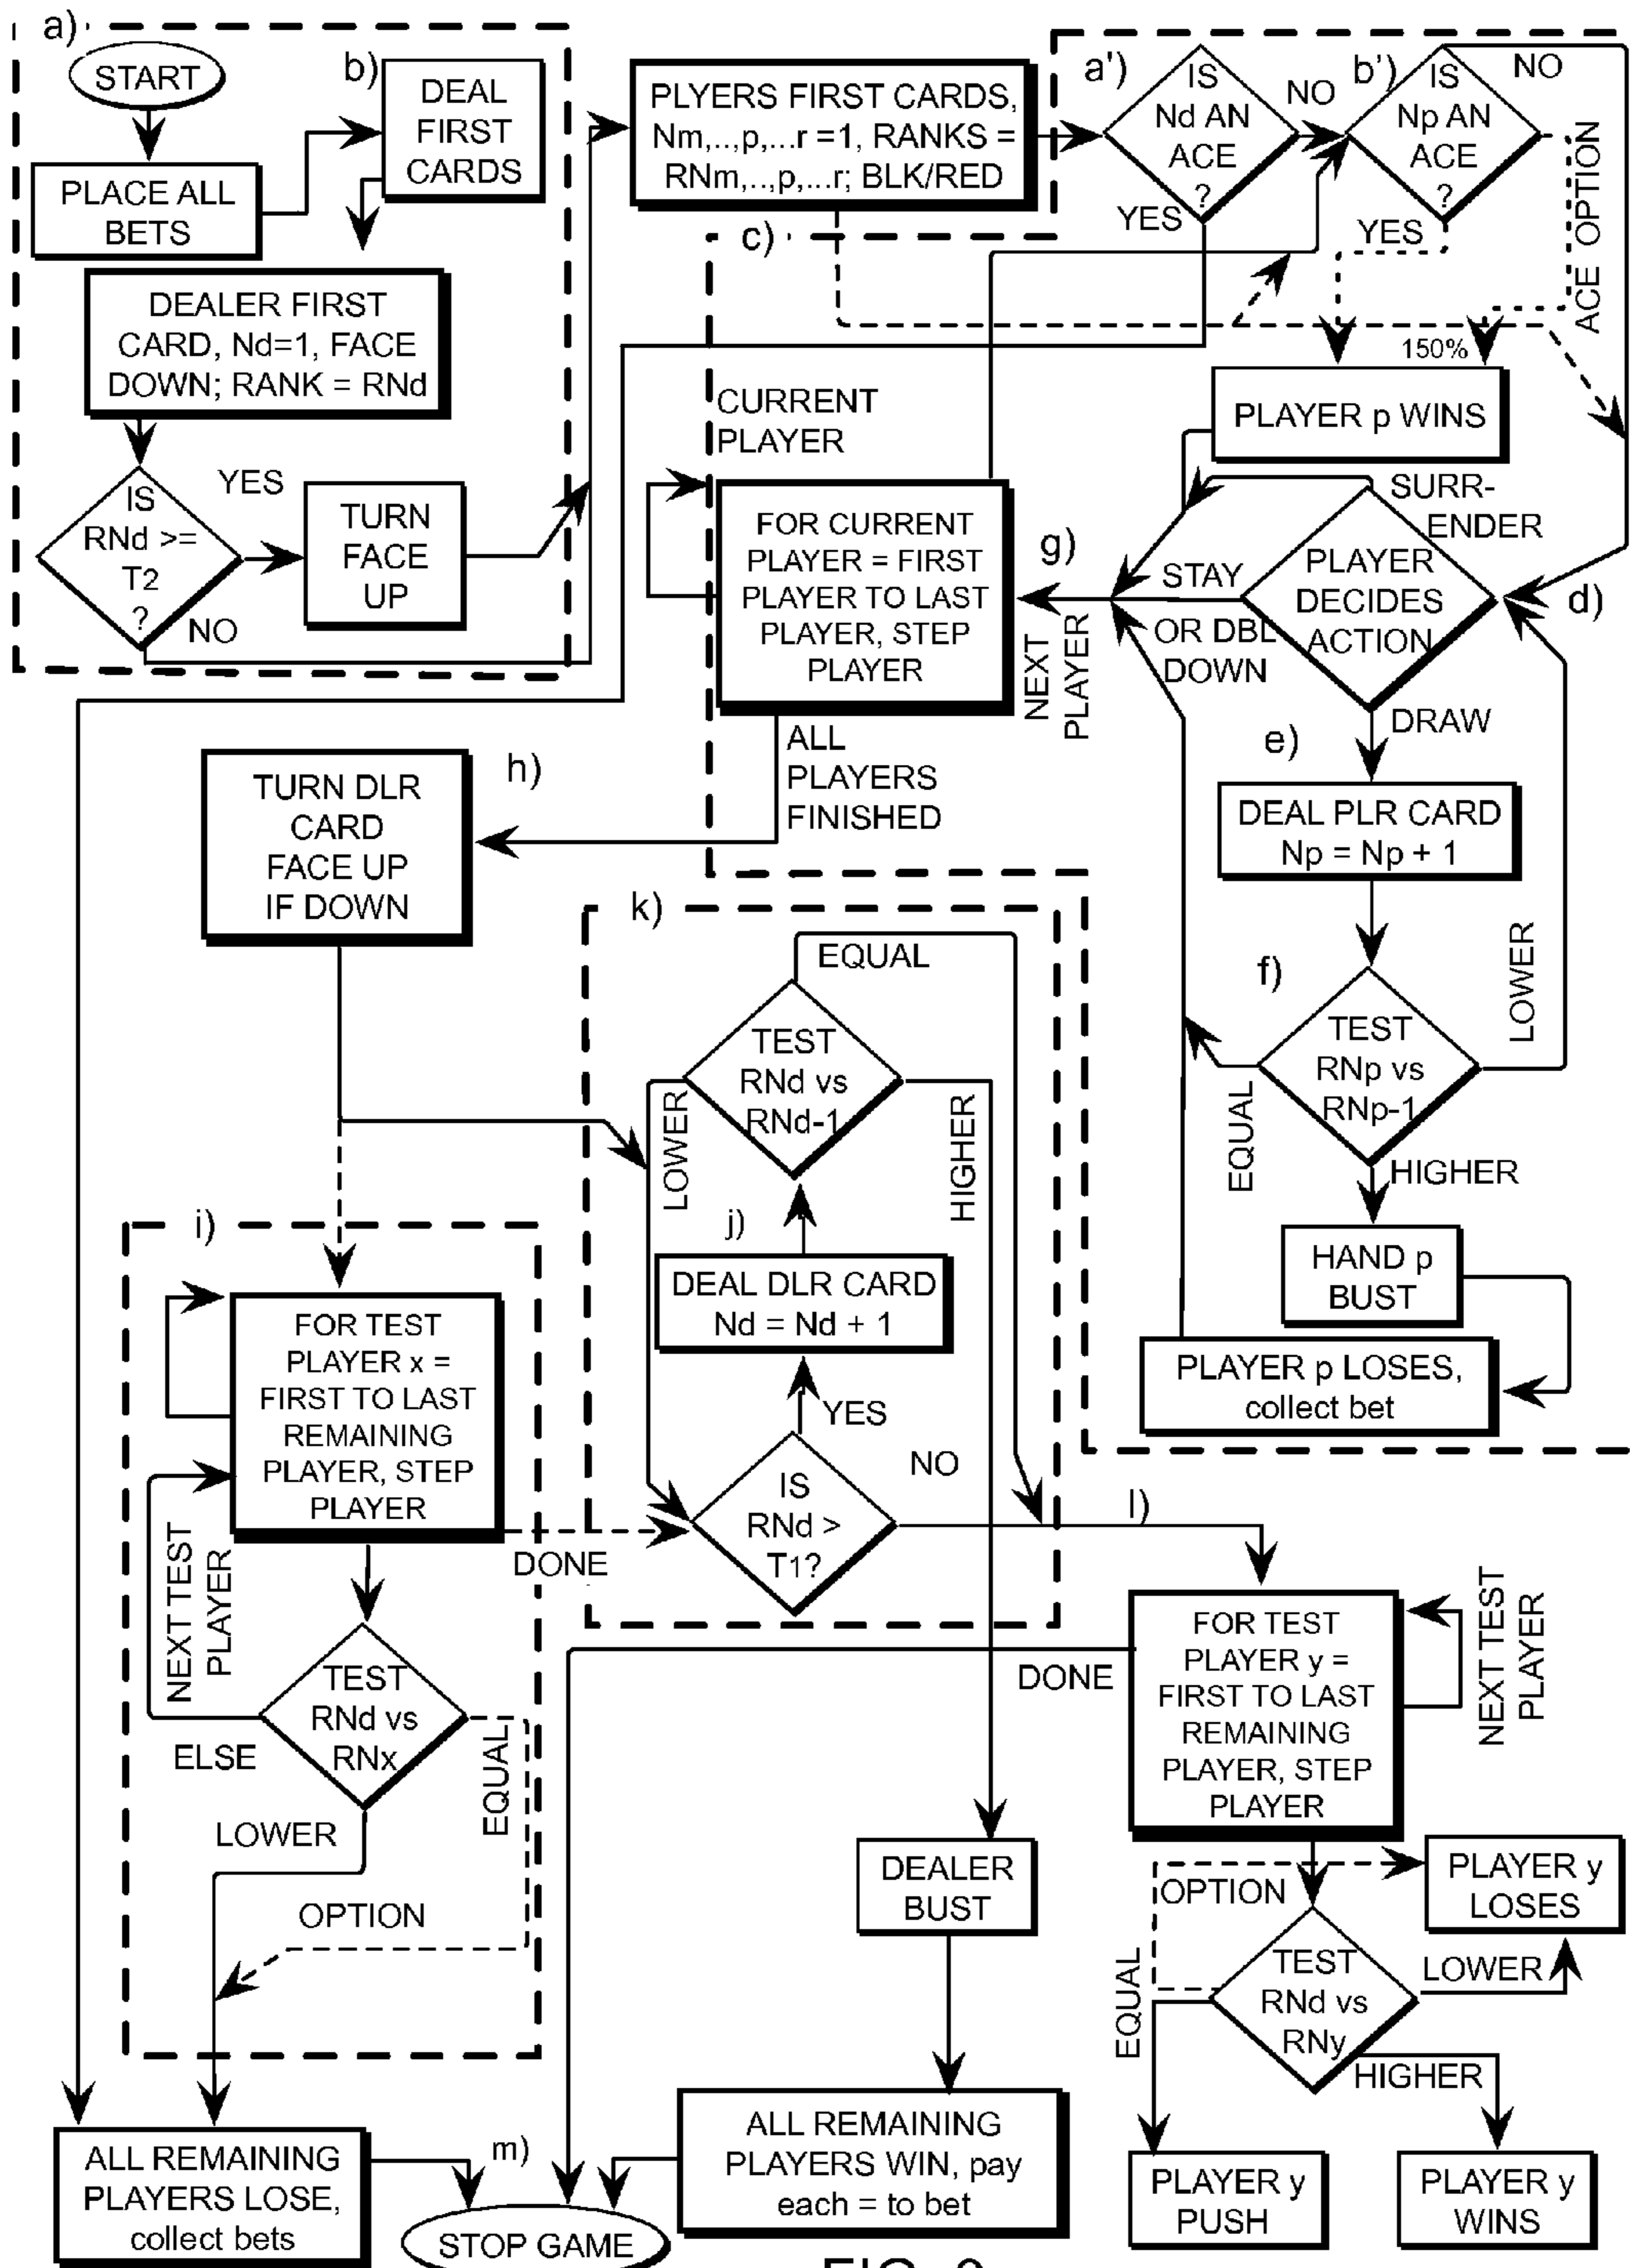 a)
START
b)
DEAL
FIRST
CARDS
PLACE ALL
BETS
DEALER FIRST
CARD, Nd=1, FACE
DOWN; RANK = RNd
IS
RNd >=
T2
?
YES
NO
TURN
FACE
UP
PLYERS FIRST CARDS,
Nm,..,p,...r =1, RANKS =
RNm,..,p,...r; BLK/RED
a')
IS
Nd AN
ACE
?
NO
YES
b')
IS
Np AN
ACE
?
NO
YES
ACE OPTION
150%
PLAYER p WINS
c)
CURRENT
PLAYER
FOR CURRENT
PLAYER = FIRST
PLAYER TO LAST
PLAYER, STEP
PLAYER
g)
NEXT
PLAYER
SURR-
ENDER
PLAYER
DECIDES
ACTION
d)
STAY
OR DBL
DOWN
DRAW
e)
DEAL PLR CARD
Np = Np + 1
f)
TEST
RNp vs
RNp-1
LOWER
EQUAL
HIGHER
HAND p
BUST
PLAYER p LOSES,
collect bet
ALL
PLAYERS
FINISHED
h)
TURN DLR
CARD
FACE UP
IF DOWN
k)
EQUAL
TEST
RNd vs
RNd-1
LOWER
HIGHER
j)
DEAL DLR CARD
Nd = Nd + 1
YES
IS
RNd >
T1?
NO
i)
FOR TEST
PLAYER x =
FIRST TO LAST
REMAINING
PLAYER, STEP
PLAYER
DONE
NEXT TEST
PLAYER
TEST
RNd vs
RNx
ELSE
EQUAL
LOWER
OPTION
l)
FOR TEST
PLAYER y =
FIRST TO LAST
REMAINING
PLAYER, STEP
PLAYER
NEXT TEST
PLAYER
DONE
DEALER
BUST
OPTION
PLAYER y
LOSES
TEST
RNd vs
RNy
EQUAL
LOWER
HIGHER
PLAYER y
PUSH
PLAYER y
WINS
ALL REMAINING
PLAYERS WIN, pay
each = to bet
ALL REMAINING
PLAYERS LOSE,
collect bets
m)
STOP GAME